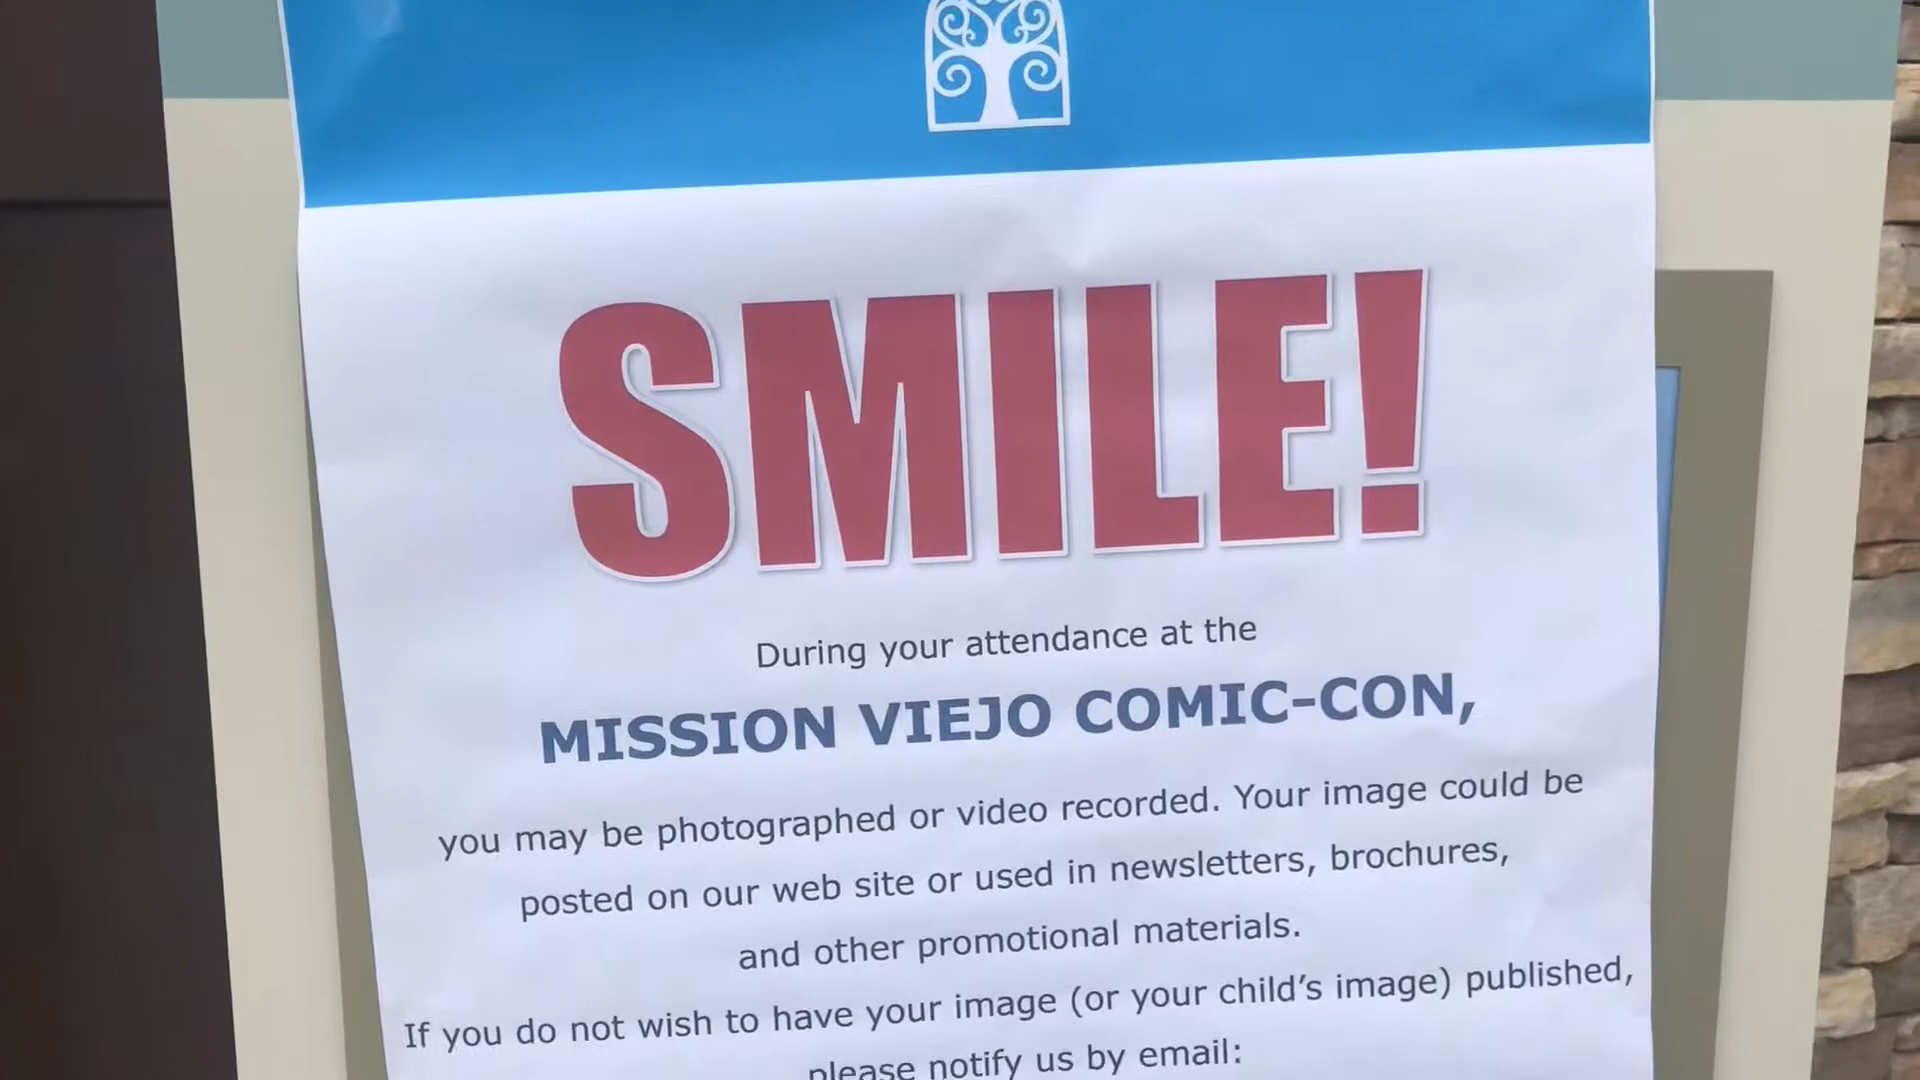 SMILE!
During your attendance at the
MISSION VIEJO COMIC-CON,
you may be photographed or video recorded. Your image could be
posted on our web site or used in newsletters, brochures,
and other promotional materials.
If you do not wish to have your image (or your child’s image) published,
please notify us by email: